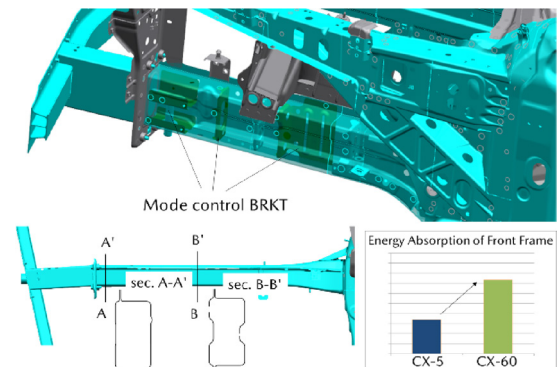 Mode control BRKT
A'
B'
sec. A-A'
sec. B-B'
A
B
Energy Absorption of Front Frame
CX-5
CX-60